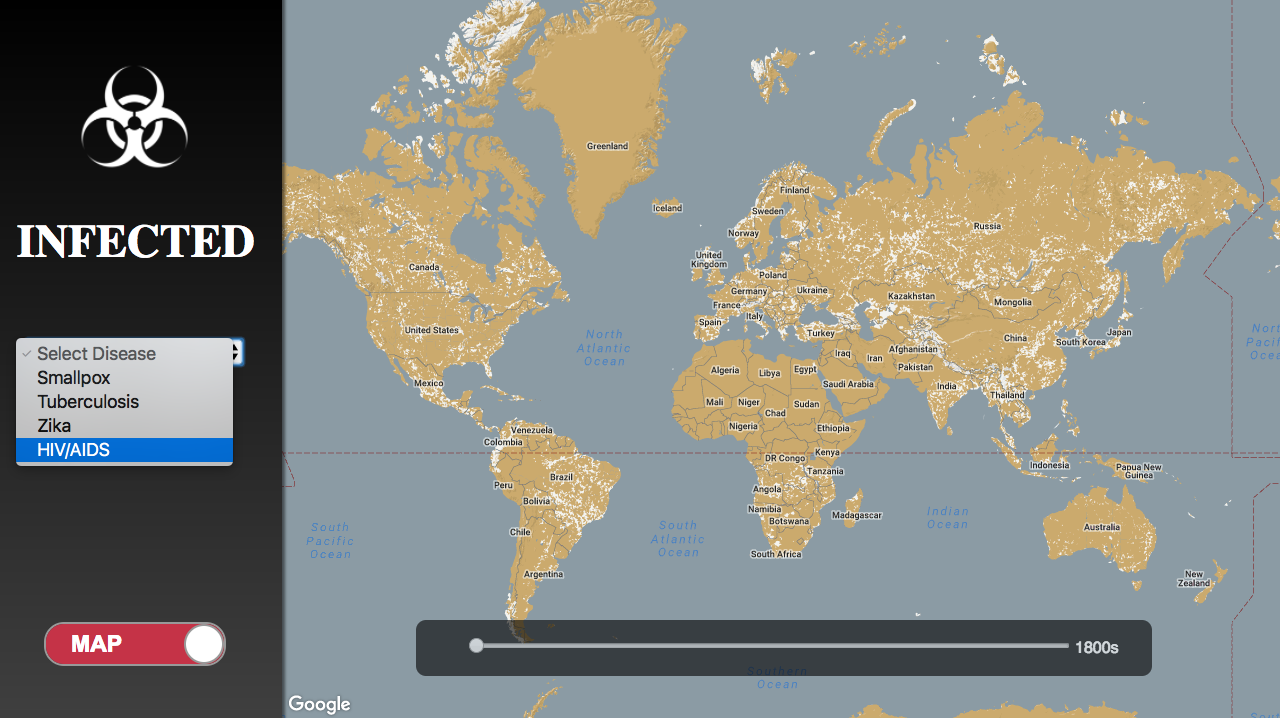 INFECTED
Select Disease
Smallpox
Tuberculosis
Zika
HIV/AIDS
MAP
Greenland
Iceland
Finland
Sweden
Norway
Russia
United
Kingdom
Canada
Poland
Germany
Ukraine
France
Kazakhstan
Mongolia
Italy
Spain
United States
Turkey
North
Atlantic
Ocean
Japan
China
South Korea
Iraq
Iran
Afghanistan
Pakistan
Algeria
Libya
Egypt
Mexico
Saudi Arabia
India
Thailand
Mali
Niger
Sudan
Chad
Nigeria
Ethiopia
Venezuela
Colombia
Kenya
DR Congo
Indonesia
Papua New
Guinea
Tanzania
Brazil
Peru
Angola
Bolivia
Namibia
Madagascar
Botswana
Indian
Ocean
Australia
South
Pacific
Ocean
South
Atlantic
Ocean
Chile
South Africa
Argentina
New
Zealand
1800s
Southern
Ocean
Google